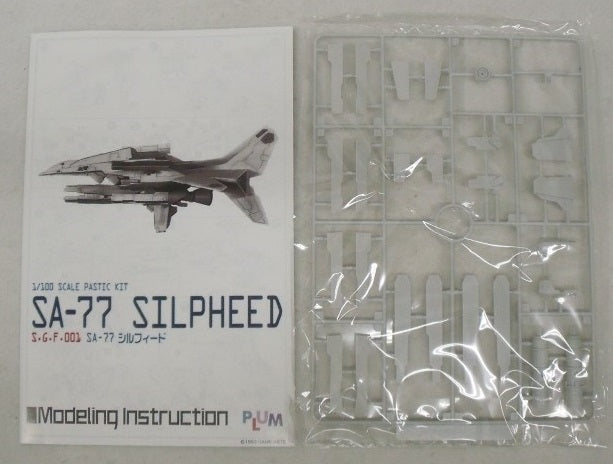 1/100 SCALE PASTIC KIT
SA-77 SILPHEED
S.G.F.001 SA-77 シルフィード
Modeling Instruction
PLUM